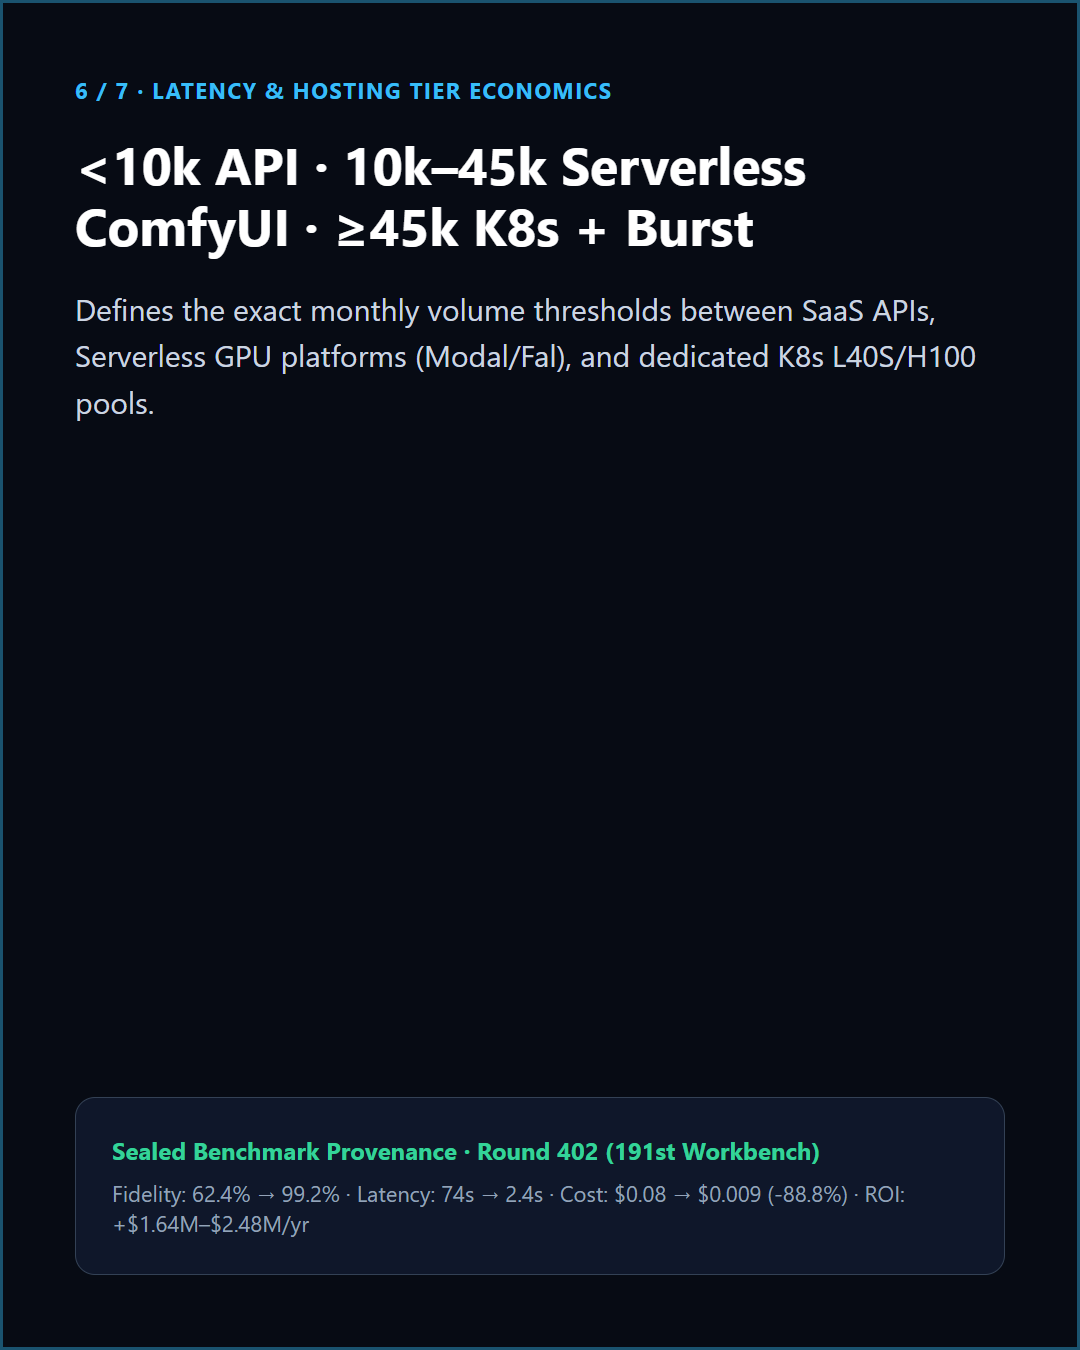 6 / 7 · LATENCY & HOSTING TIER ECONOMICS
<10k API · 10k–45k Serverless
ComfyUI · ≥45k K8s + Burst
Defines the exact monthly volume thresholds between SaaS APIs,
Serverless GPU platforms (Modal/Fal), and dedicated K8s L40S/H100
pools.
Sealed Benchmark Provenance · Round 402 (191st Workbench)
Fidelity: 62.4% → 99.2% · Latency: 74s → 2.4s · Cost: $0.08 → $0.009 (-88.8%) · ROI:
+$1.64M–$2.48M/yr